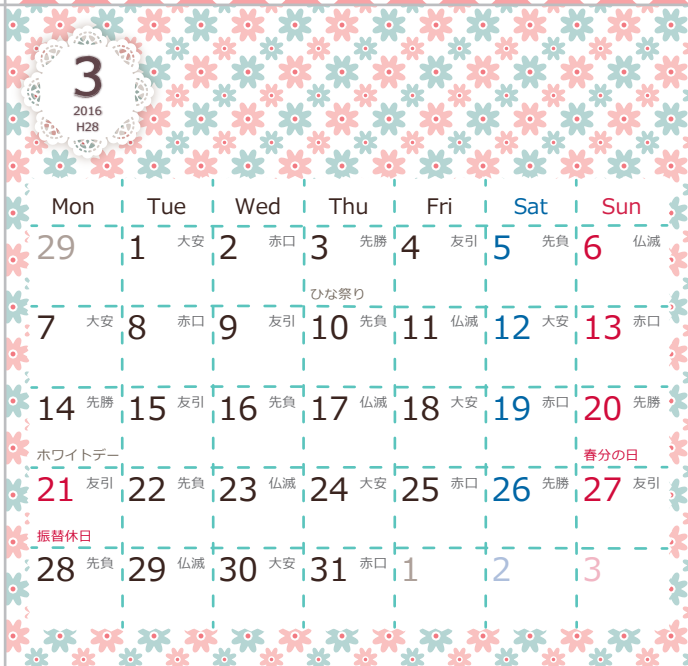 3
2016
H28
Mon Tue Wed Thu Fri Sat Sun
29 1 大安 2 赤口 3 先勝 4 友引 5 先負 6 仏滅
ひな祭り
7 大安 8 赤口 9 友引 10 先負 11 仏滅 12 大安 13 赤口
14 先勝 15 友引 16 先負 17 仏滅 18 大安 19 赤口 20 先勝
ホワイトデー 春分の日
21 友引 22 先負 23 仏滅 24 大安 25 赤口 26 先勝 27 友引
振替休日
28 先負 29 仏滅 30 大安 31 赤口 1 2 3